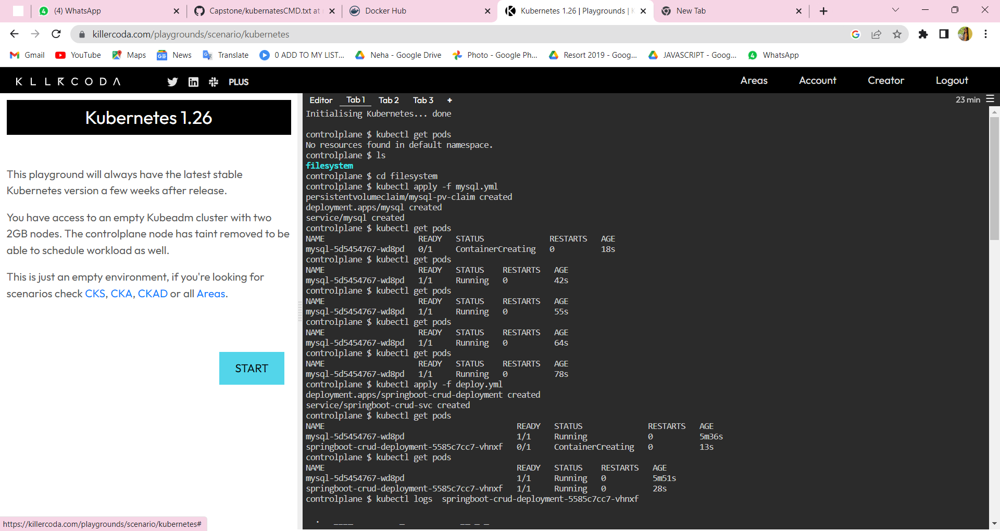 (4) WhatsApp
Capstone/kubernatesCMD.txt at
Docker Hub
Kubernetes 1.26 | Playgrounds | K
New Tab
killercoda.com/playgrounds/scenario/kubernetes
Gmail
YouTube
Maps
News
Translate
0 ADD TO MY LIST...
Neha - Google Drive
Photo - Google Ph...
Resort 2019 - Goog...
JAVASCRIPT - Goog...
WhatsApp
KILLERCODA
PLUS
Areas
Account
Creator
Logout
Kubernetes 1.26
This playground will always have the latest stable
Kubernetes version a few weeks after release.
You have access to an empty Kubeadm cluster with two
2GB nodes. The controlplane node has taint removed to be
able to schedule workload as well.
This is just an empty environment, if you're looking for
scenarios check CKS, CKA, CKAD or all Areas.
START
https://killercoda.com/playgrounds/scenario/kubernetes#
Editor Tab 1 Tab 2 Tab 3 +
23 min
Initialising Kubernetes... done
controlplane $ kubectl get pods
No resources found in default namespace.
controlplane $ ls
filesystem
controlplane $ cd filesystem
controlplane $ kubectl apply -f mysql.yml
persistentvolumeclaim/mysql-pv-claim created
deployment.apps/mysql created
service/mysql created
controlplane $ kubectl get pods
NAME READY STATUS RESTARTS AGE
mysql-5d5454767-wd8pd 0/1 ContainerCreating 0 18s
controlplane $ kubectl get pods
NAME READY STATUS RESTARTS AGE
mysql-5d5454767-wd8pd 1/1 Running 0 42s
controlplane $ kubectl get pods
NAME READY STATUS RESTARTS AGE
mysql-5d5454767-wd8pd 1/1 Running 0 55s
controlplane $ kubectl get pods
NAME READY STATUS RESTARTS AGE
mysql-5d5454767-wd8pd 1/1 Running 0 64s
controlplane $ kubectl get pods
NAME READY STATUS RESTARTS AGE
mysql-5d5454767-wd8pd 1/1 Running 0 78s
controlplane $ kubectl apply -f deploy.yml
deployment.apps/springboot-crud-deployment created
service/springboot-crud-svc created
controlplane $ kubectl get pods
NAME READY STATUS RESTARTS AGE
mysql-5d5454767-wd8pd 1/1 Running 0 5m36s
springboot-crud-deployment-5585c7cc7-vhnxf 0/1 ContainerCreating 0 13s
controlplane $ kubectl get pods
NAME READY STATUS RESTARTS AGE
mysql-5d5454767-wd8pd 1/1 Running 0 5m51s
springboot-crud-deployment-5585c7cc7-vhnxf 1/1 Running 0 28s
controlplane $ kubectl logs springboot-crud-deployment-5585c7cc7-vhnxf
. ____ _ __ _ _